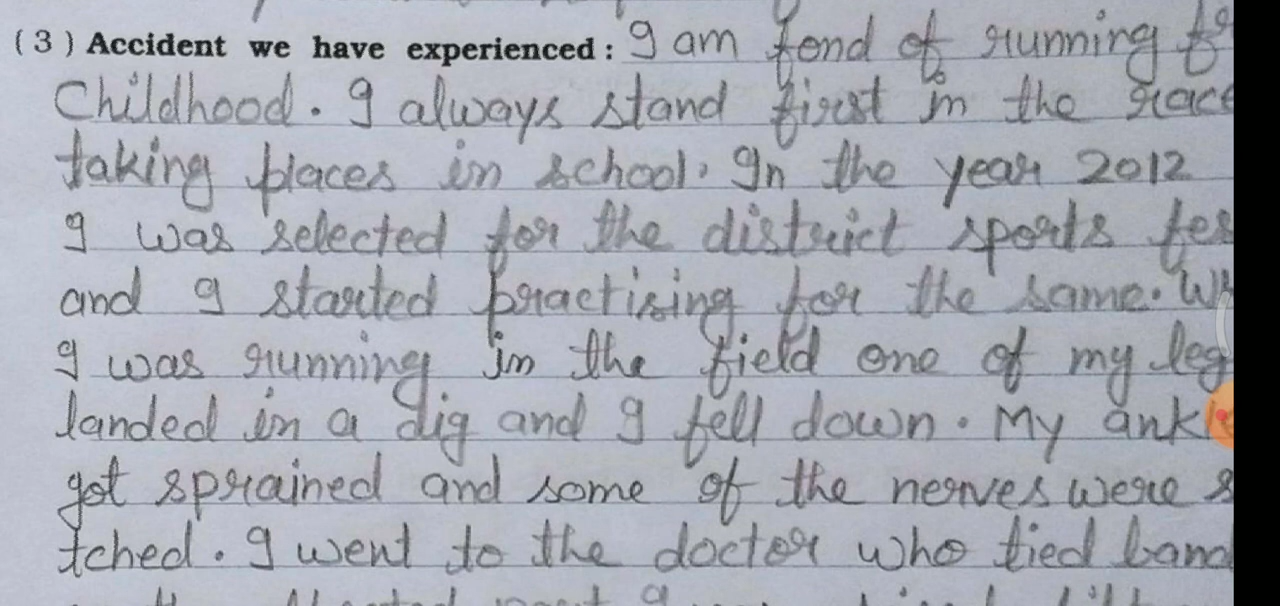 (3) Accident we have experienced: I am fond of running
Childhood. I always stand first in the race
taking places in school. In the year 2012
I was selected for the district sports
and I started practising for the same.
I was running in the field one of my leg
landed in a dig and I fell down. My
got sprained and some of the nerves were
tched. I went to the doctor who tied